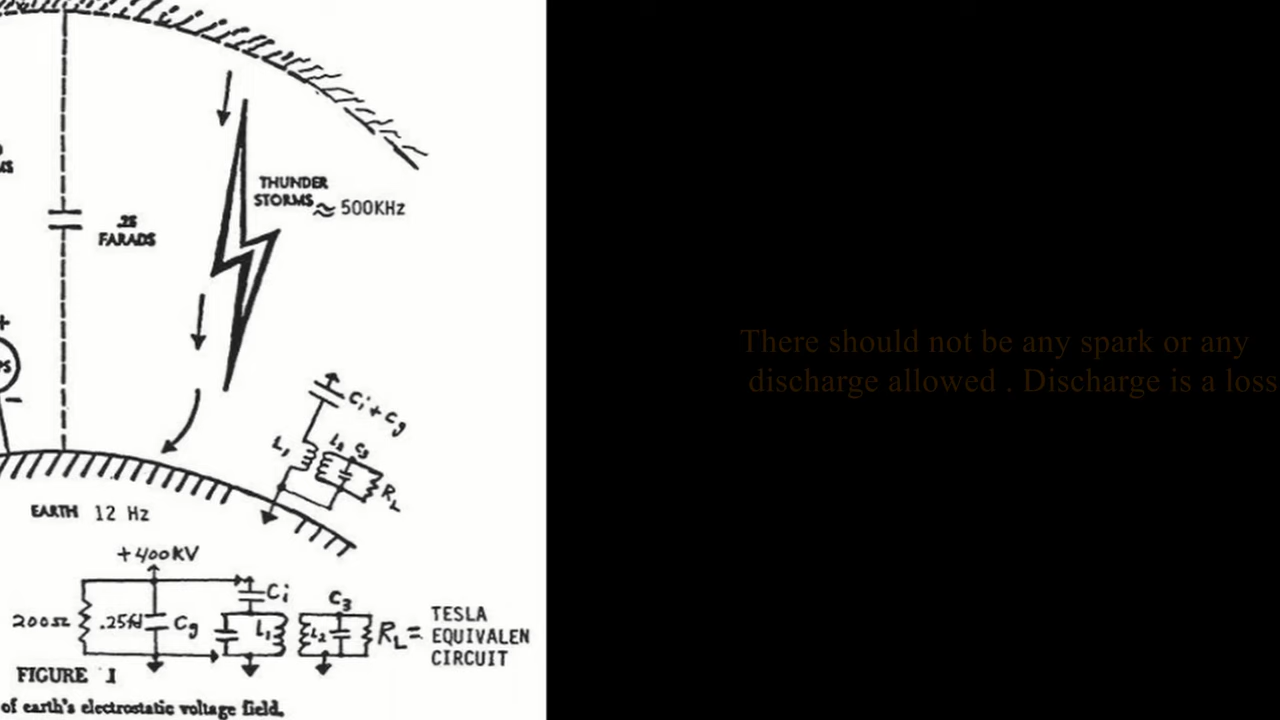 THUNDER
STORMS ≈ 500KHz
.25
FARADS
+
-
Ci + Cg
L1
L2 C3
RL
EARTH 12 Hz
+400KV
Ci
C3
200Ω
.25fd
Cg
L1
L2
RL =
TESLA
EQUIVALEN
CIRCUIT
FIGURE 1
of earth's electrostatic voltage field.
There should not be any spark or any
discharge allowed . Discharge is a loss